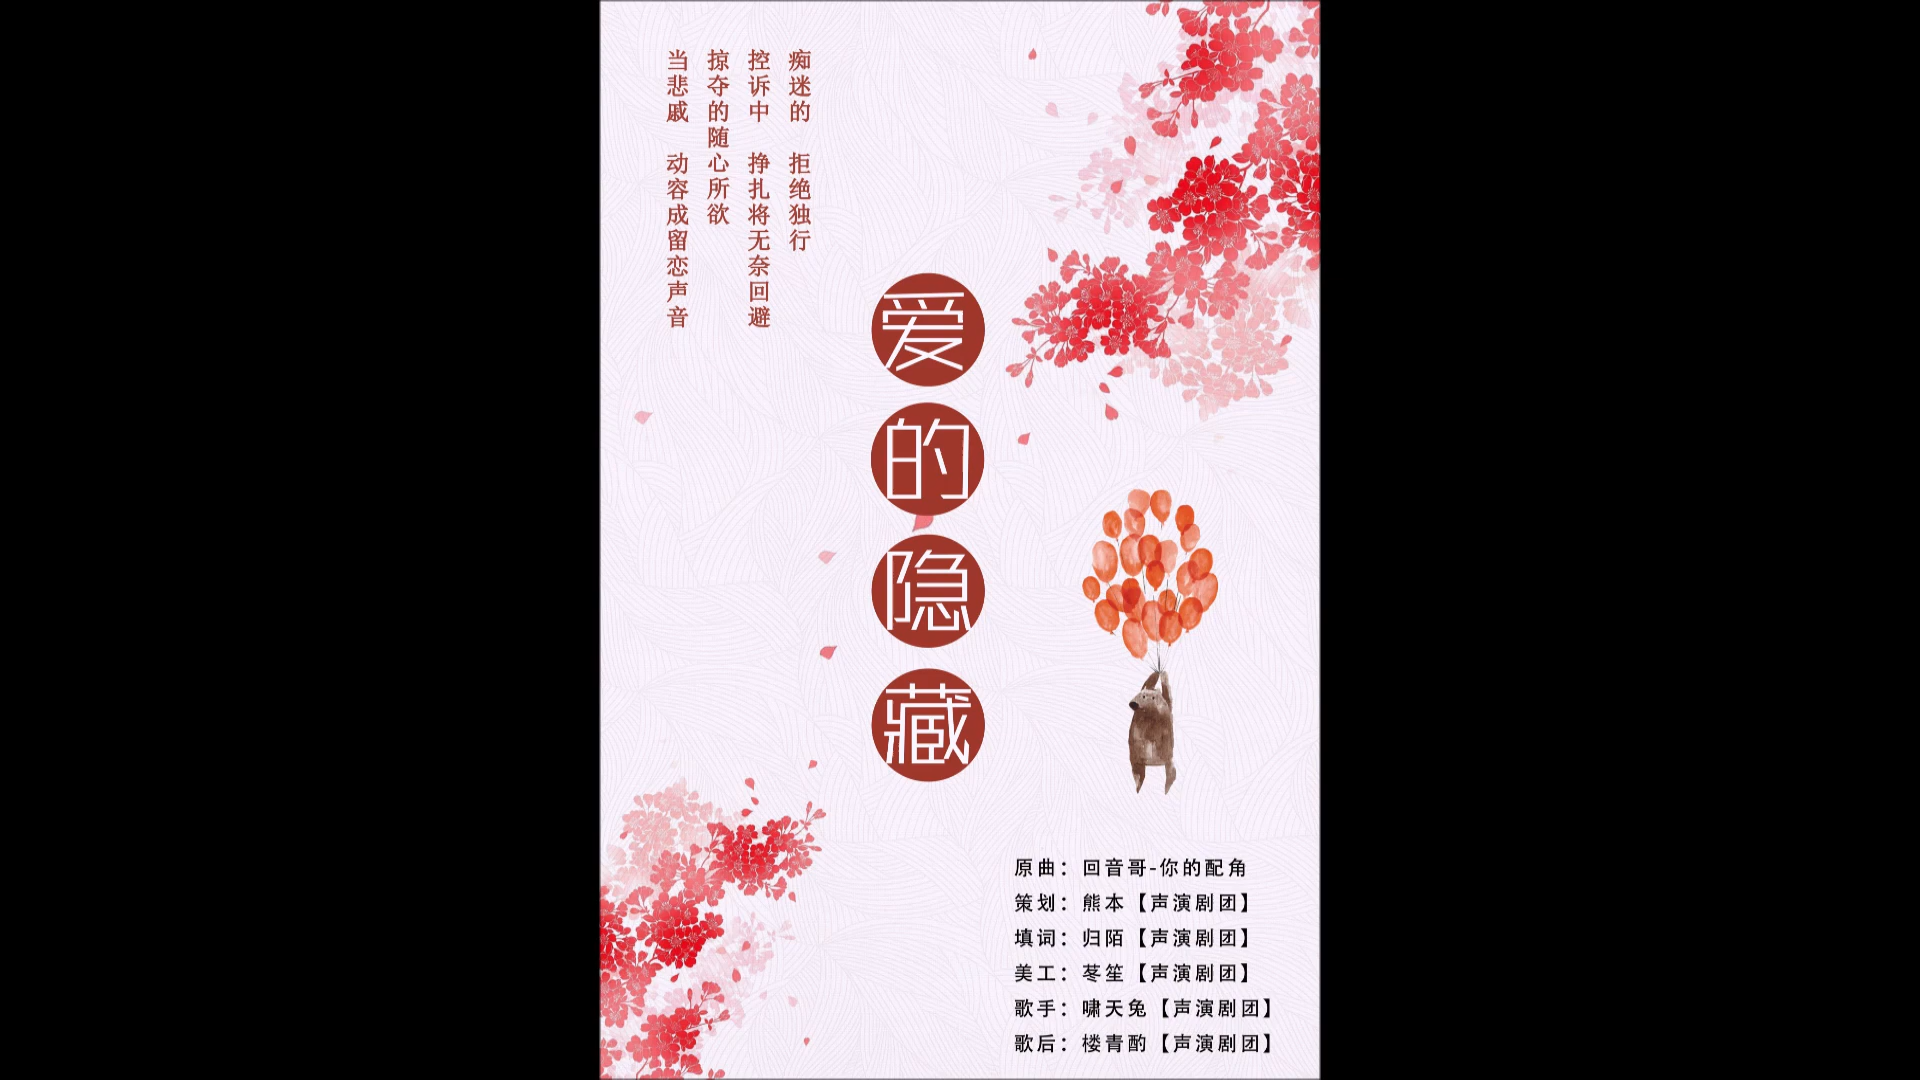 痴迷的 拒绝独行
控诉中 挣扎将无奈回避
掠夺的随心所欲
当悲戚 动容成留恋声音
爱的隐藏
原曲：回音哥-你的配角
策划：熊本【声演剧团】
填词：归陌【声演剧团】
美工：苳笙【声演剧团】
歌手：啸天兔【声演剧团】
歌后：楼青酌【声演剧团】